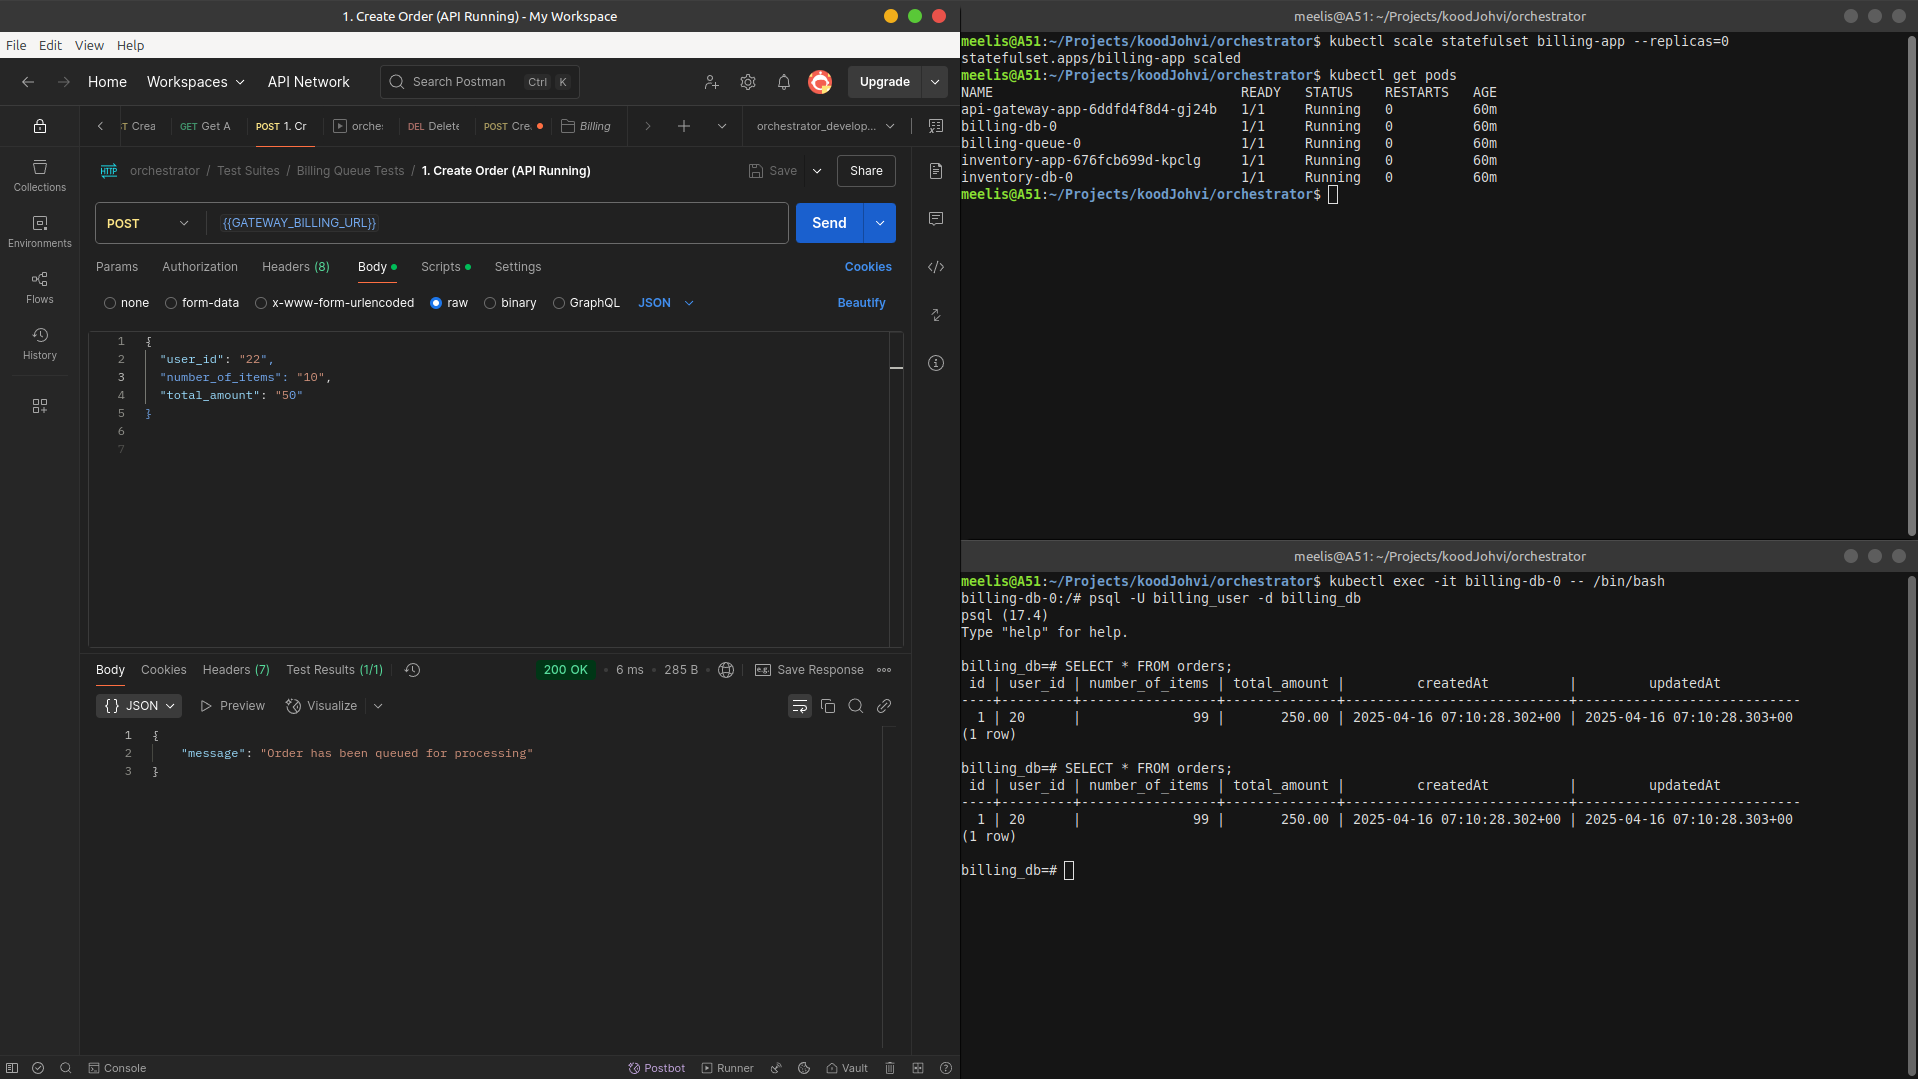 1. Create Order (API Running) - My Workspace
File Edit View Help
Home Workspaces API Network Search Postman Ctrl K Upgrade
GET Get A POST 1. Cr orche: DEL Delete POST Cre. Billing orchestrator_develop...
orchestrator / Test Suites / Billing Queue Tests / 1. Create Order (API Running) Save Share
HTTP
Collections
Environments
Flows
History
POST {{GATEWAY_BILLING_URL}} Send
Params Authorization Headers (8) Body Scripts Settings Cookies
none form-data x-www-form-urlencoded raw binary GraphQL JSON Beautify
1 {
2 "user_id": "22",
3 "number_of_items": "10",
4 "total_amount": "50"
5 }
6
7
Body Cookies Headers (7) Test Results (1/1) 200 OK • 6 ms • 285 B • e.g. Save Response
{} JSON Preview Visualize
1 {
2 "message": "Order has been queued for processing"
3 }
Console Postbot Runner Vault
meelis@A51: ~/Projects/koodJohvi/orchestrator
meelis@A51:~/Projects/koodJohvi/orchestrator$ kubectl scale statefulset billing-app --replicas=0
statefulset.apps/billing-app scaled
meelis@A51:~/Projects/koodJohvi/orchestrator$ kubectl get pods
NAME READY STATUS RESTARTS AGE
api-gateway-app-6ddfd4f8d4-gj24b 1/1 Running 0 60m
billing-db-0 1/1 Running 0 60m
billing-queue-0 1/1 Running 0 60m
inventory-app-676fcb699d-kpclg 1/1 Running 0 60m
inventory-db-0 1/1 Running 0 60m
meelis@A51:~/Projects/koodJohvi/orchestrator$
meelis@A51: ~/Projects/koodJohvi/orchestrator
meelis@A51:~/Projects/koodJohvi/orchestrator$ kubectl exec -it billing-db-0 -- /bin/bash
billing-db-0:/# psql -U billing_user -d billing_db
psql (17.4)
Type "help" for help.
billing_db=# SELECT * FROM orders;
id | user_id | number_of_items | total_amount | createdAt | updatedAt
----+---------+-----------------+--------------+----------------------------+----------------------------
1 | 20 | 99 | 250.00 | 2025-04-16 07:10:28.302+00 | 2025-04-16 07:10:28.303+00
(1 row)
billing_db=# SELECT * FROM orders;
id | user_id | number_of_items | total_amount | createdAt | updatedAt
----+---------+-----------------+--------------+----------------------------+----------------------------
1 | 20 | 99 | 250.00 | 2025-04-16 07:10:28.302+00 | 2025-04-16 07:10:28.303+00
(1 row)
billing_db=#